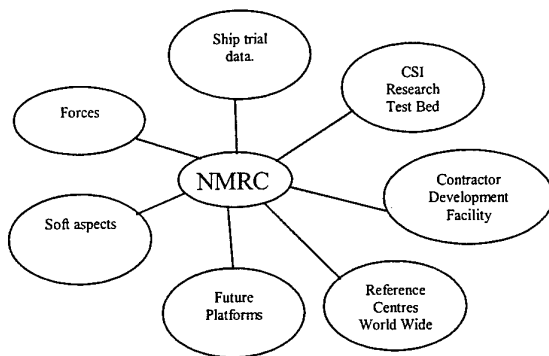 Ship trial
data.
CSI
Research
Test Bed
Forces
NMRC
Contractor
Development
Facility
Soft aspects
Future
Platforms
Reference
Centres
World Wide